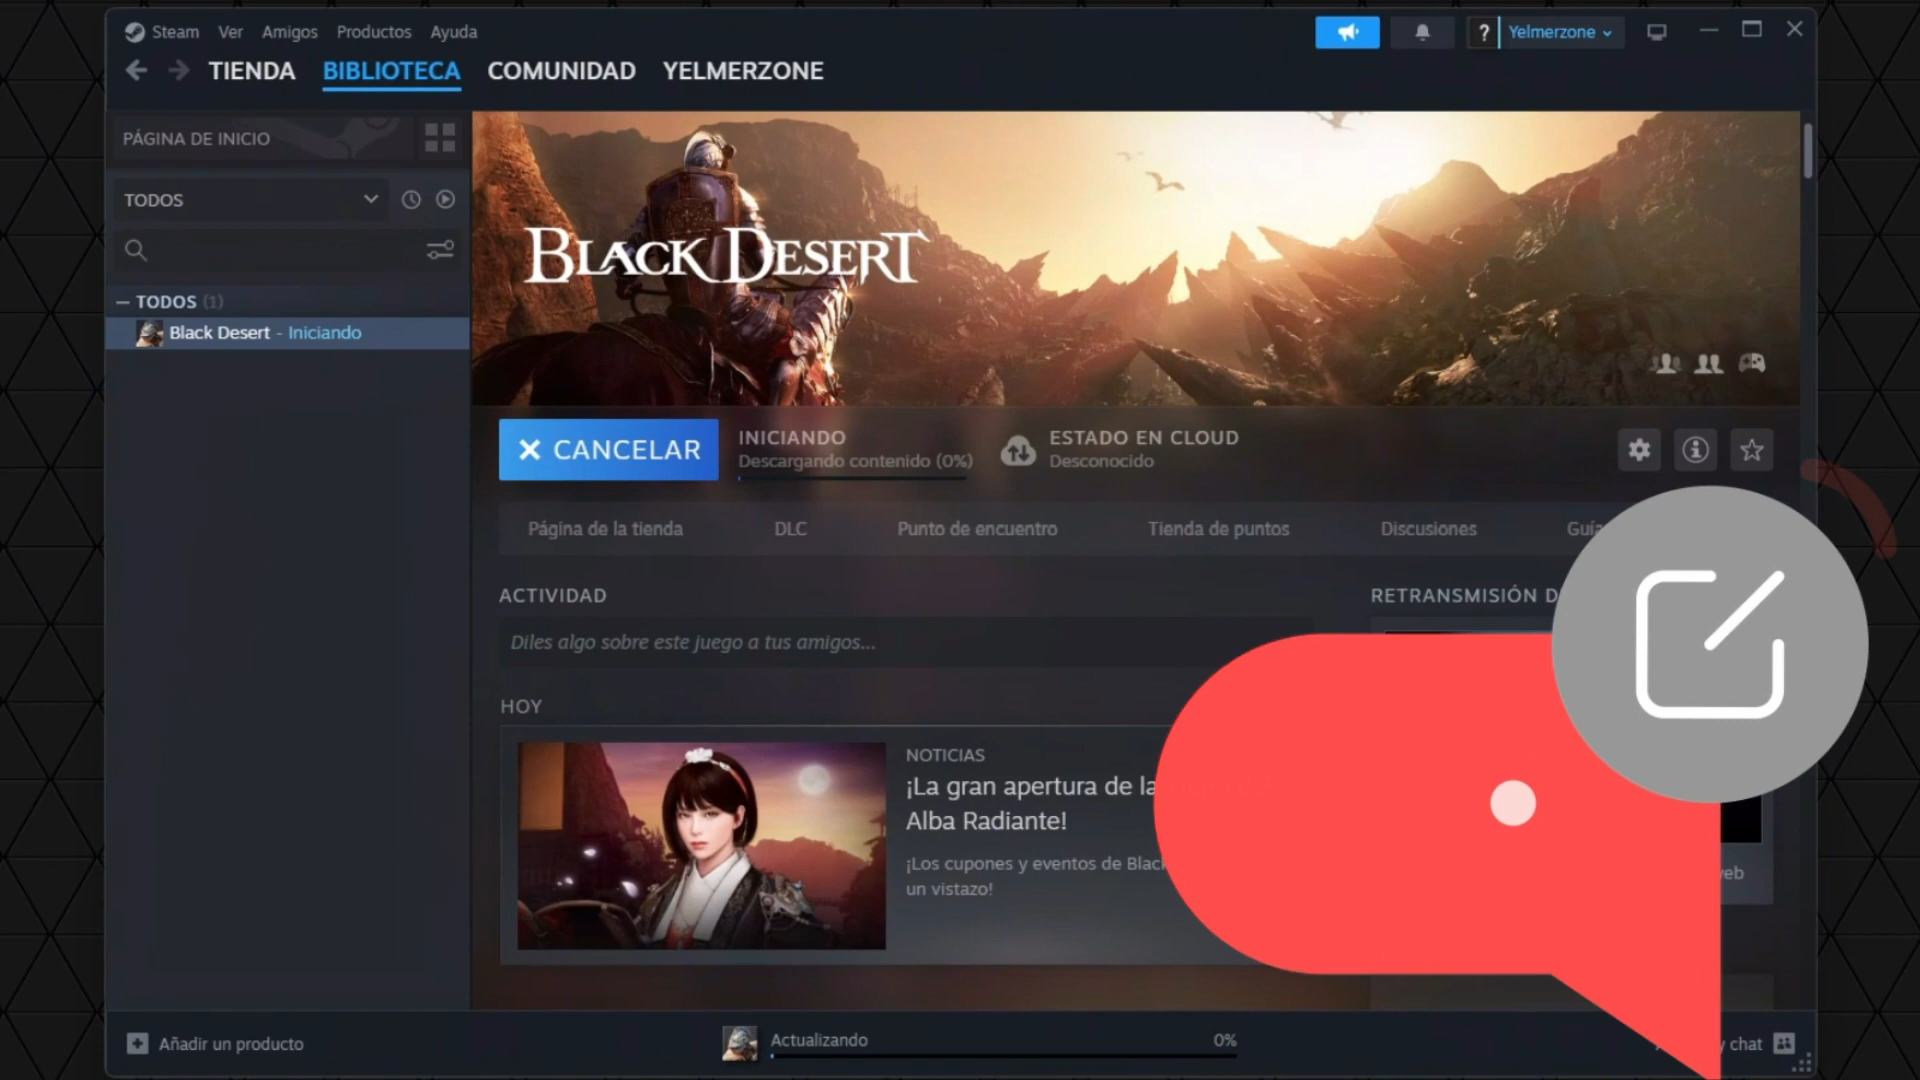 Steam Ver Amigos Productos Ayuda
? Yelmerzone
TIENDA BIBLIOTECA COMUNIDAD YELMERZONE
PÁGINA DE INICIO
TODOS
— TODOS (1)
Black Desert - Iniciando
BLACK DESERT
CANCELAR
INICIANDO
Descargando contenido (0%)
ESTADO EN CLOUD
Desconocido
Página de la tienda DLC Punto de encuentro Tienda de puntos Discusiones
ACTIVIDAD
RETRANSMISIÓN
Diles algo sobre este juego a tus amigos...
HOY
NOTICIAS
¡La gran apertura de la
Alba Radiante!
¡Los cupones y eventos de
un vistazo!
Añadir un producto
Actualizando 0%
y chat